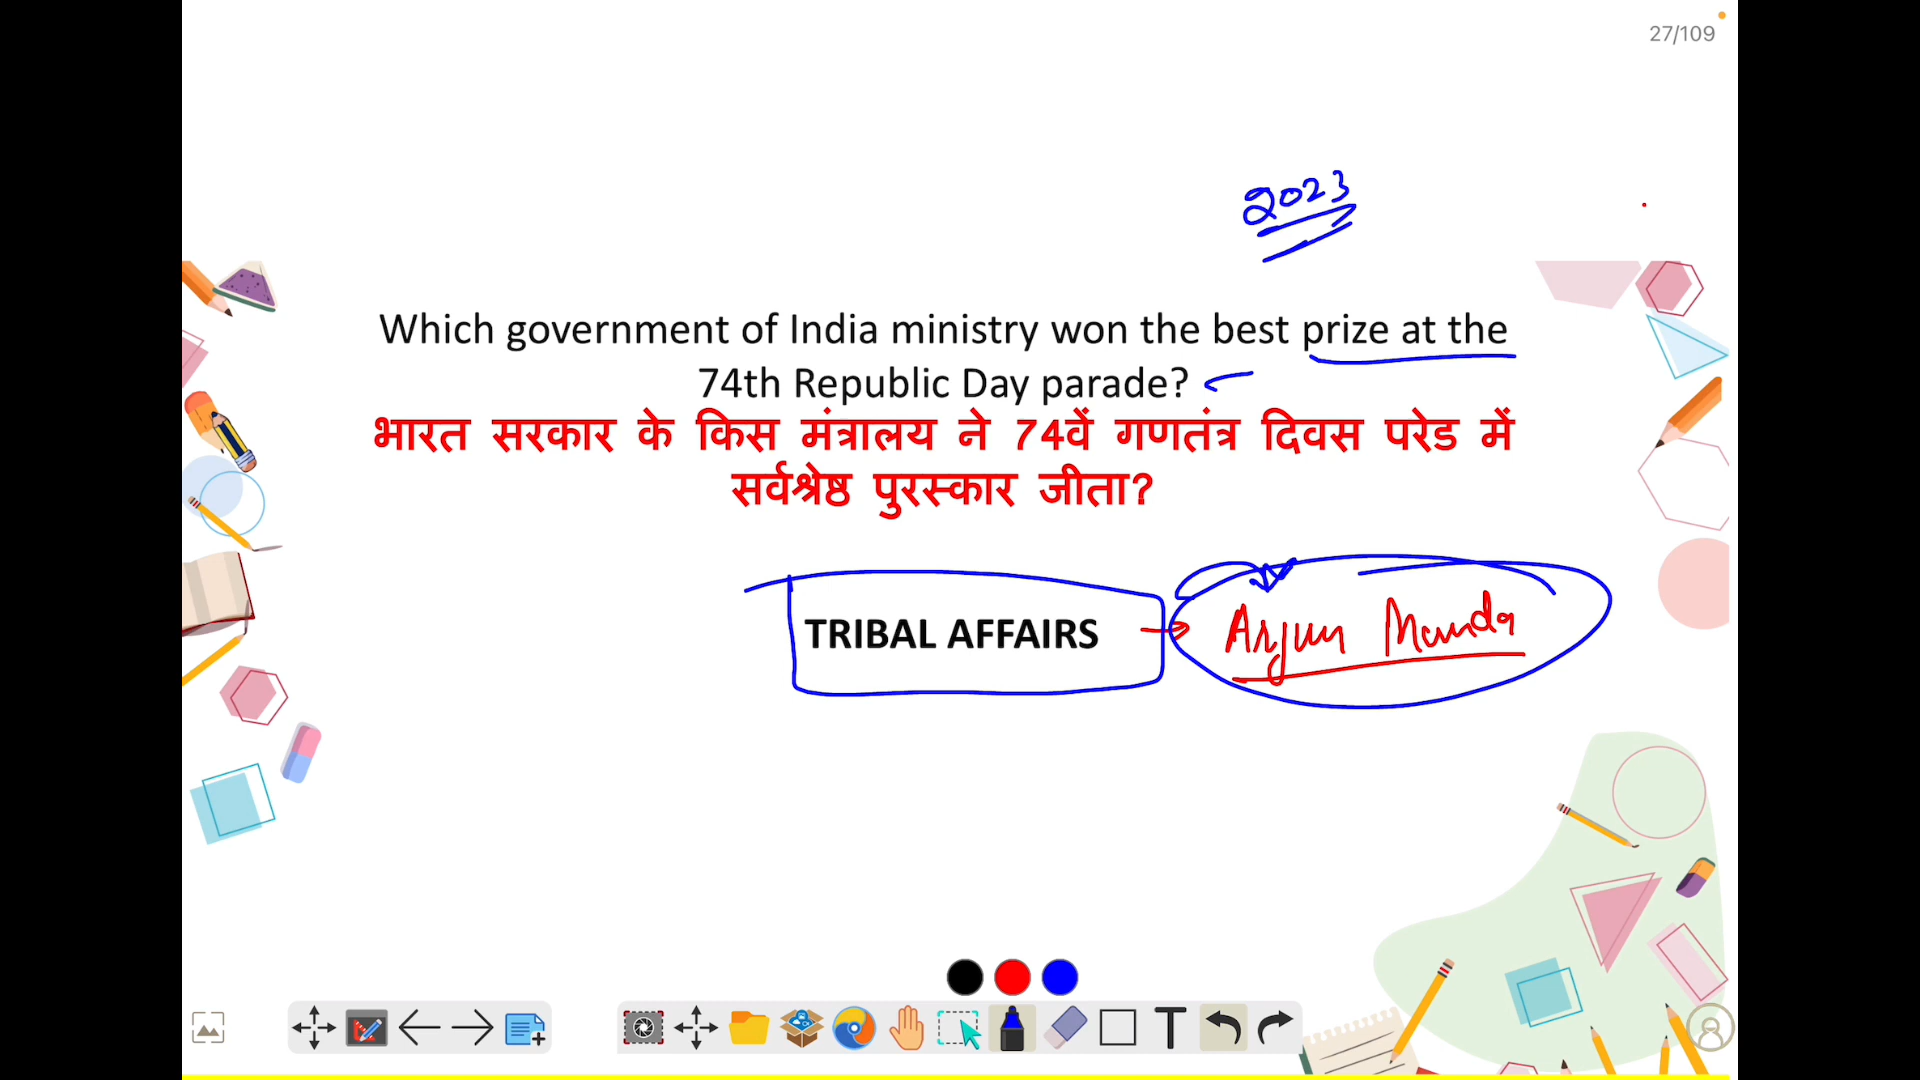 27/109
2023
Which government of India ministry won the best prize at the
74th Republic Day parade?
भारत सरकार के किस मंत्रालय ने 74वें गणतंत्र दिवस परेड में
सर्वश्रेष्ठ पुरस्कार जीता?
TRIBAL AFFAIRS → Arjun Munda